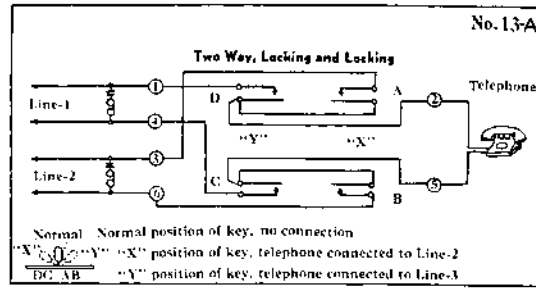 No. 13-A
Two Way, Locking and Locking
1
D
A
2
Telephone
Line-1
4
"Y"
"X"
3
C
5
Line-2
6
B
Normal Normal position of key, no connection
"X" "Y" "X" position of key, telephone connected to Line-2
DC AB "Y" position of key, telephone connected to Line-3